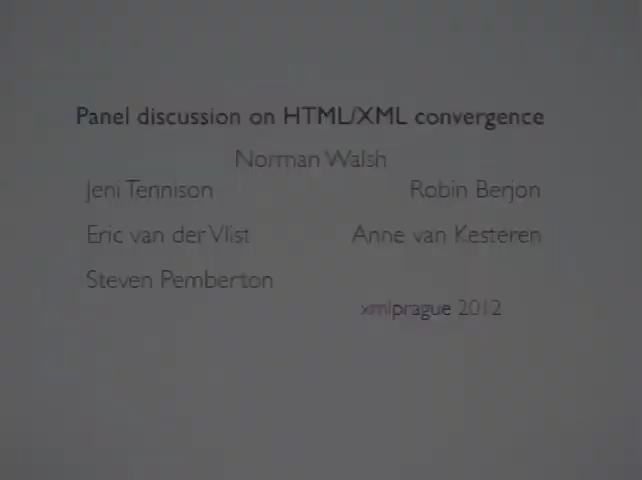 Panel discussion on HTML/XML convergence
Norman Walsh
Jeni Tennison Robin Berjon
Eric van der Vlist Anne van Kesteren
Steven Pemberton
xmlprague 2012